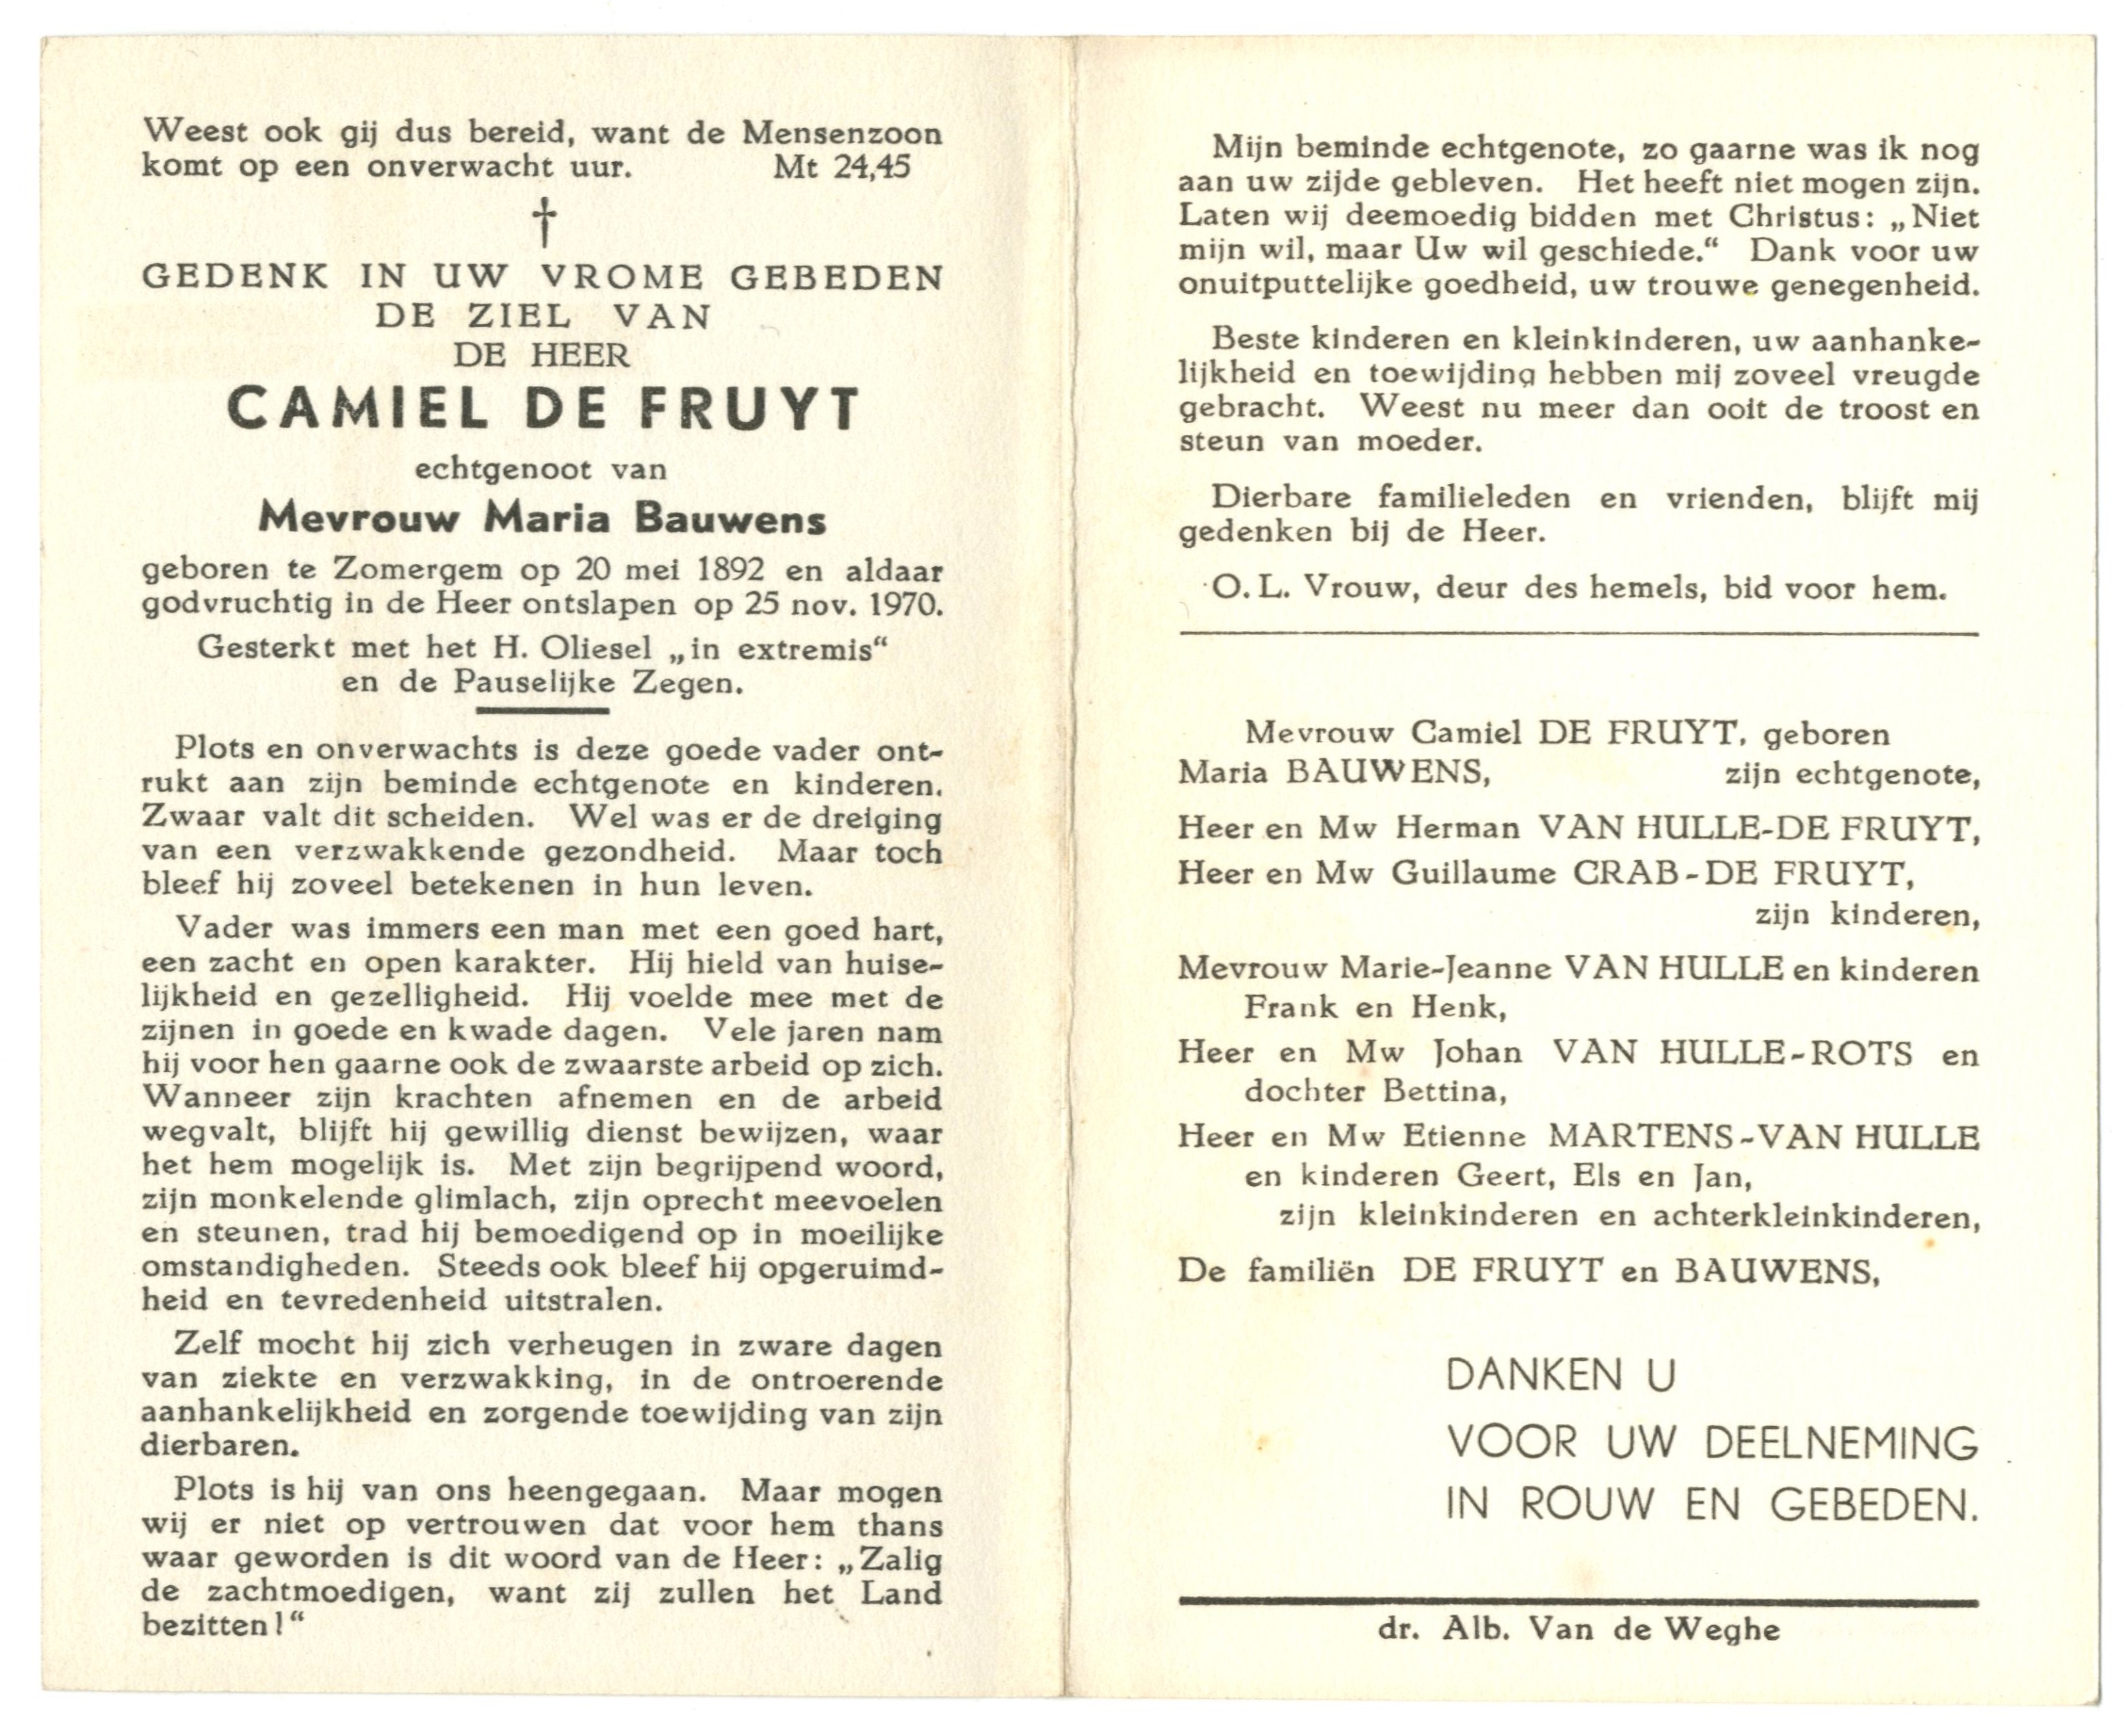 Weest ook gij dus bereid, want de Mensenzoon
komt op een onverwacht uur. Mt 24,45
†
GEDENK IN UW VROME GEBEDEN
DE ZIEL VAN
DE HEER
CAMIEL DE FRUYT
echtgenoot van
Mevrouw Maria Bauwens
geboren te Zomergem op 20 mei 1892 en aldaar
godvruchtig in de Heer ontslapen op 25 nov. 1970.
Gesterkt met het H. Oliesel „in extremis“
en de Pauselijke Zegen.
Plots en onverwachts is deze goede vader ont-
rukt aan zijn beminde echtgenote en kinderen.
Zwaar valt dit scheiden. Wel was er de dreiging
van een verzwakkende gezondheid. Maar toch
bleef hij zoveel betekenen in hun leven.
Vader was immers een man met een goed hart,
een zacht en open karakter. Hij hield van huise-
lijkheid en gezelligheid. Hij voelde mee met de
zijnen in goede en kwade dagen. Vele jaren nam
hij voor hen gaarne ook de zwaarste arbeid op zich.
Wanneer zijn krachten afnemen en de arbeid
wegvalt, blijft hij gewillig dienst bewijzen, waar
het hem mogelijk is. Met zijn begrijpend woord,
zijn monkelende glimlach, zijn oprecht meevoelen
en steunen, trad hij bemoedigend op in moeilijke
omstandigheden. Steeds ook bleef hij opgeruimd-
heid en tevredenheid uitstralen.
Zelf mocht hij zich verheugen in zware dagen
van ziekte en verzwakking, in de ontroerende
aanhankelijkheid en zorgende toewijding van zijn
dierbaren.
Plots is hij van ons heengegaan. Maar mogen
wij er niet op vertrouwen dat voor hem thans
waar geworden is dit woord van de Heer: „Zalig
de zachtmoedigen, want zij zullen het Land
bezitten!“
Mijn beminde echtgenote, zo gaarne was ik nog
aan uw zijde gebleven. Het heeft niet mogen zijn.
Laten wij deemoedig bidden met Christus: „Niet
mijn wil, maar Uw wil geschiede.“ Dank voor uw
onuitputtelijke goedheid, uw trouwe genegenheid.
Beste kinderen en kleinkinderen, uw aanhanke-
lijkheid en toewijding hebben mij zoveel vreugde
gebracht. Weest nu meer dan ooit de troost en
steun van moeder.
Dierbare familieleden en vrienden, blijft mij
gedenken bij de Heer.
O. L. Vrouw, deur des hemels, bid voor hem.
Mevrouw Camiel DE FRUYT, geboren
Maria BAUWENS, zijn echtgenote,
Heer en Mw Herman VAN HULLE-DE FRUYT,
Heer en Mw Guillaume CRAB-DE FRUYT,
zijn kinderen,
Mevrouw Marie-Jeanne VAN HULLE en kinderen
Frank en Henk,
Heer en Mw Johan VAN HULLE-ROTS en
dochter Bettina,
Heer en Mw Etienne MARTENS-VAN HULLE
en kinderen Geert, Els en Jan,
zijn kleinkinderen en achterkleinkinderen,
De familiën DE FRUYT en BAUWENS,
DANKEN U
VOOR UW DEELNEMING
IN ROUW EN GEBEDEN.
dr. Alb. Van de Weghe